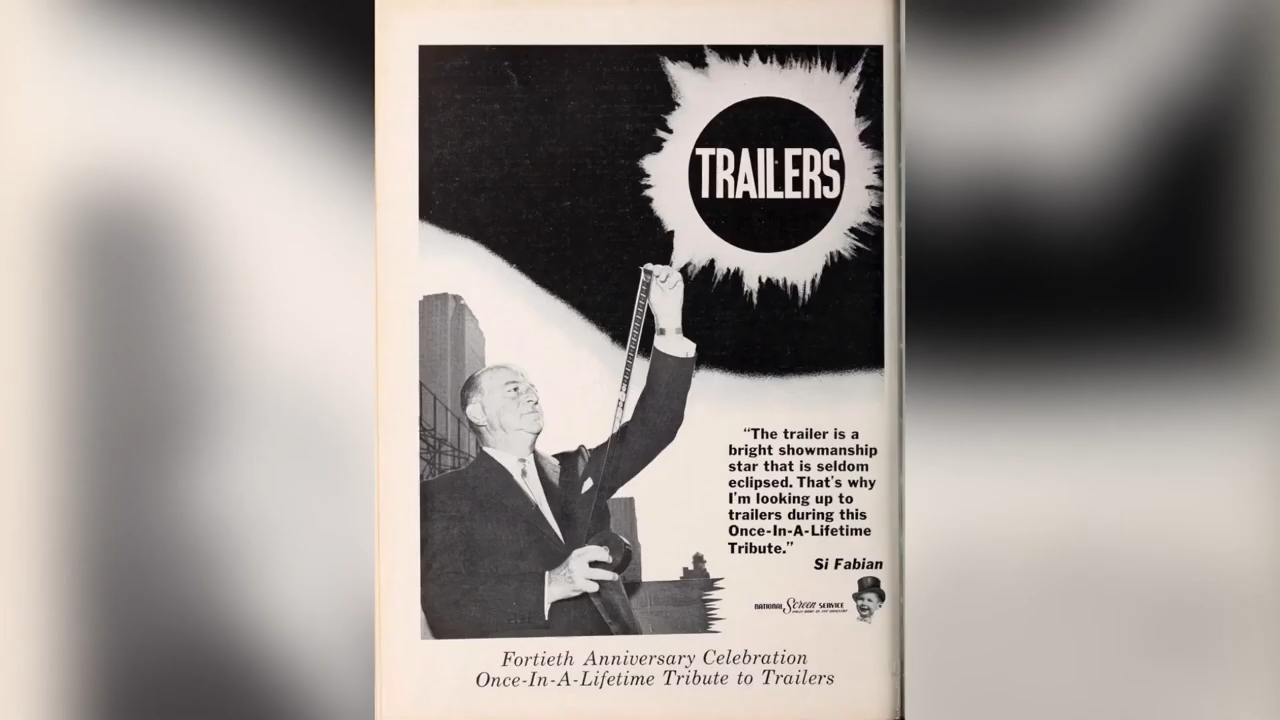 TRAILERS
“The trailer is a
bright showmanship
star that is seldom
eclipsed. That's why
I'm looking up to
trailers during this
Once-In-A-Lifetime
Tribute.”
Si Fabian
NATIONAL Screen SERVICE
Fortieth Anniversary Celebration
Once-In-A-Lifetime Tribute to Trailers